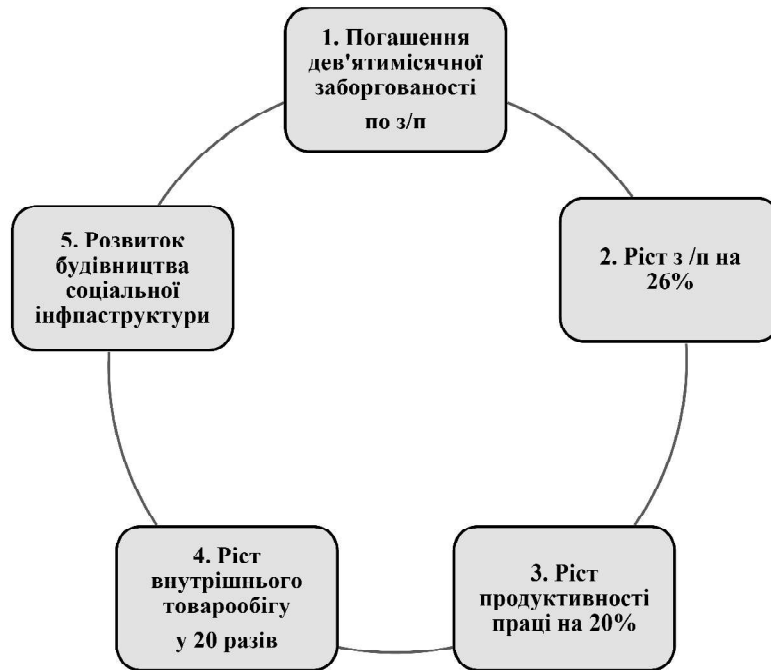 1. Погашення
дев'ятимісячної
заборгованості
по з/п
2. Ріст з /п на
26%
3. Ріст
продуктивності
праці на 20%
4. Ріст
внутрішнього
товарообігу
у 20 разів
5. Розвиток
будівництва
соціальної
інфпаструктури